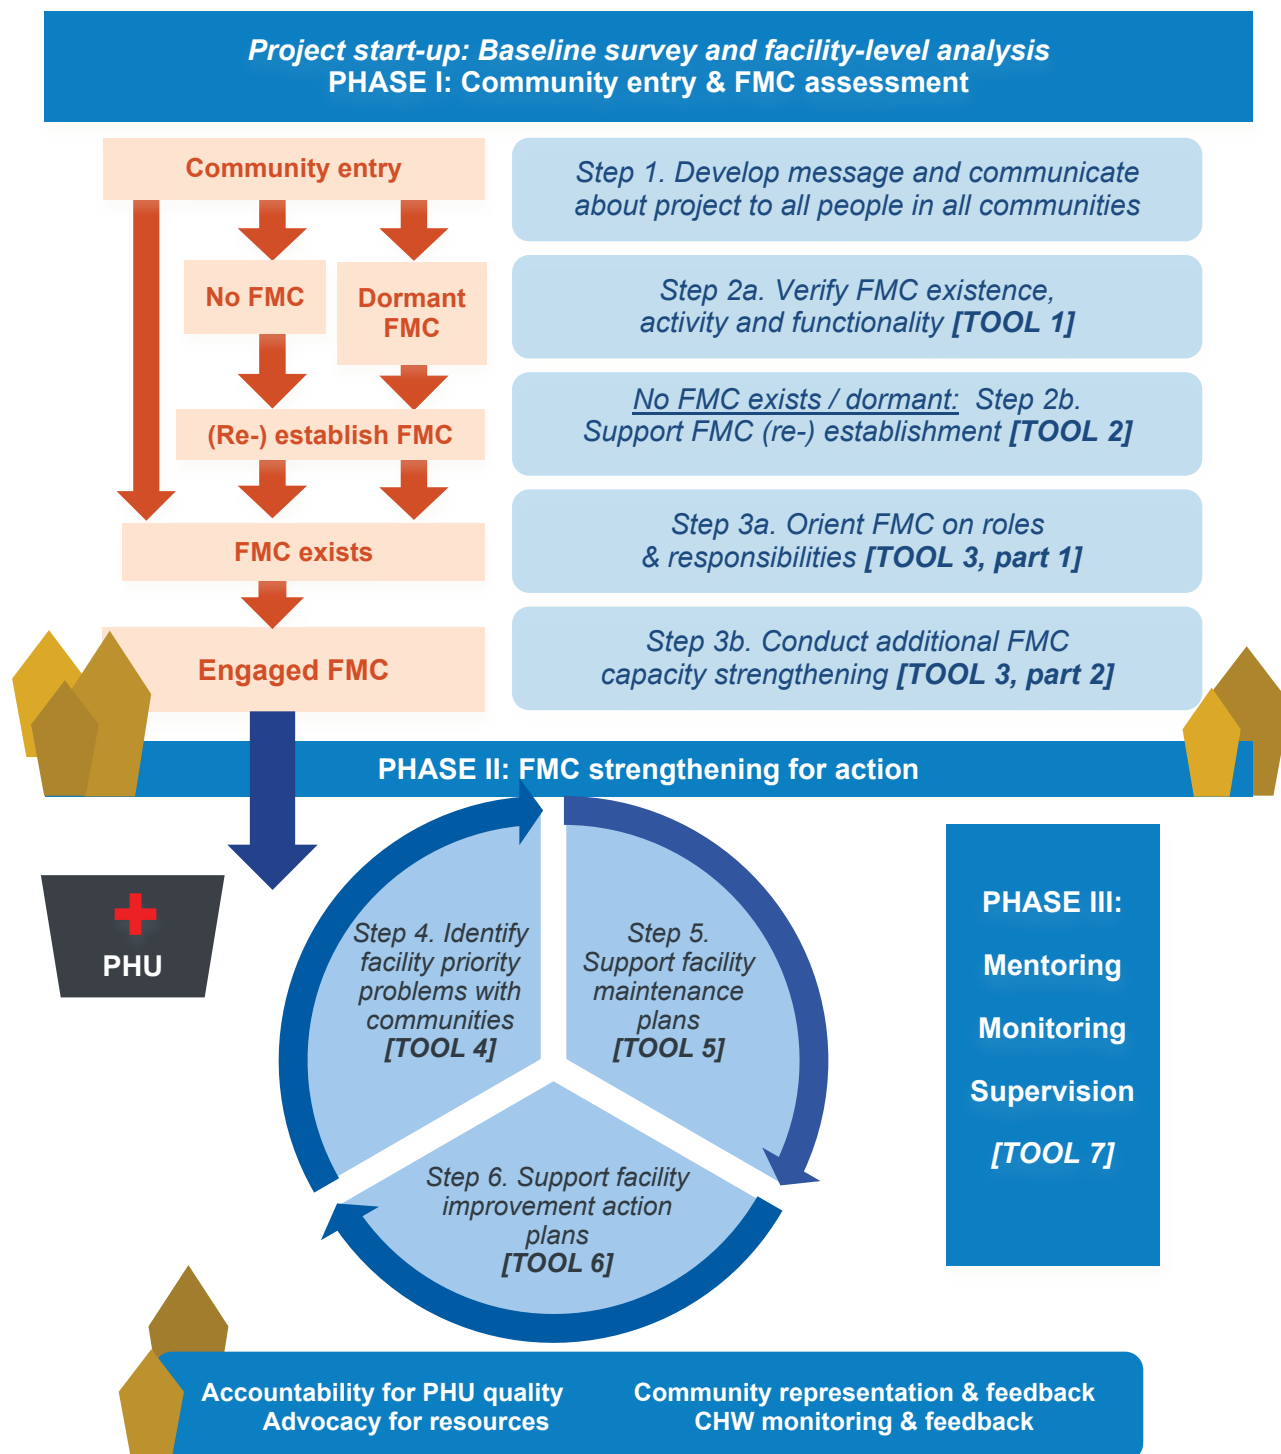 Project start-up: Baseline survey and facility-level analysis
PHASE I: Community entry & FMC assessment
Community entry
Step 1. Develop message and communicate
about project to all people in all communities
No FMC
Dormant
FMC
Step 2a. Verify FMC existence,
activity and functionality [TOOL 1]
(Re-) establish FMC
No FMC exists / dormant: Step 2b.
Support FMC (re-) establishment [TOOL 2]
FMC exists
Step 3a. Orient FMC on roles
& responsibilities [TOOL 3, part 1]
Engaged FMC
Step 3b. Conduct additional FMC
capacity strengthening [TOOL 3, part 2]
PHASE II: FMC strengthening for action
PHU
Step 4. Identify
facility priority
problems with
communities
[TOOL 4]
Step 5.
Support facility
maintenance
plans
[TOOL 5]
Step 6. Support facility
improvement action
plans
[TOOL 6]
PHASE III:
Mentoring
Monitoring
Supervision
[TOOL 7]
Accountability for PHU quality
Advocacy for resources
Community representation & feedback
CHW monitoring & feedback